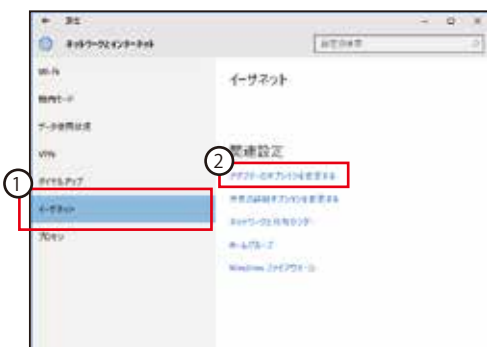 ← 設定
ネットワークとインターネット
設定の検索
Wi-Fi
機内モード
データ使用状況
VPN
ダイヤルアップ
イーサネット
プロキシ
イーサネット
関連設定
アダプターのオプションを変更する
共有の詳細オプションを変更する
ネットワークと共有センター
ホームグループ
Windows ファイアウォール
①
②